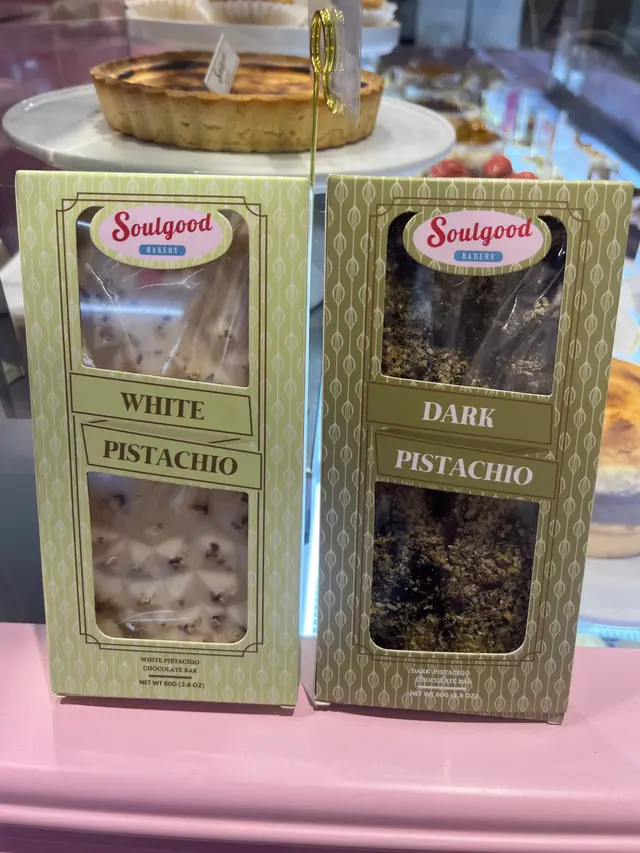 Soulgood
BAKERY
WHITE
PISTACHIO
WHITE PISTACHIO
CHOCOLATE BAR
NET WT 80G (2.8 OZ)
Soulgood
BAKERY
DARK
PISTACHIO
DARK PISTACHIO
CHOCOLATE BAR
NET WT 80G (2.8 OZ)